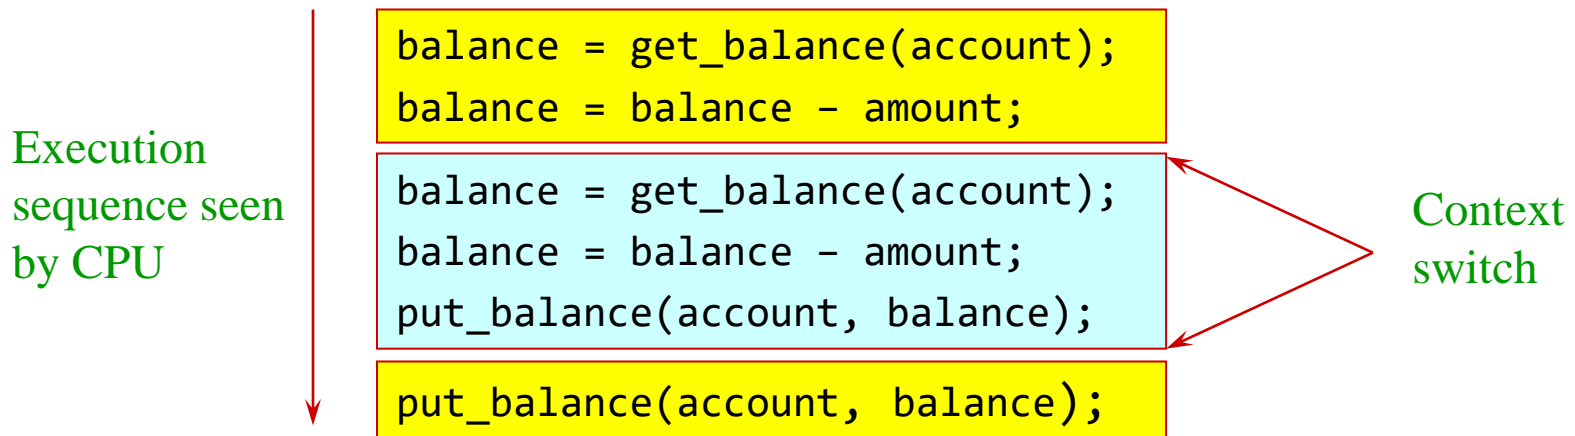 balance = get_balance(account);
balance = balance – amount;
Execution
sequence seen
by CPU
balance = get_balance(account);
balance = balance – amount;
put_balance(account, balance);
Context
switch
put_balance(account, balance);